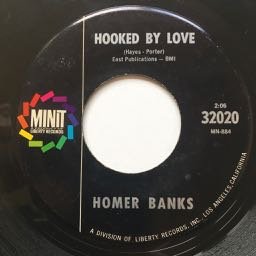 HOOKED BY LOVE
(Hayes - Porter)
East Publications — BMI
2:06
32020
MN-884
MINIT
LIBERTY RECORDS
HOMER BANKS
A DIVISION OF LIBERTY RECORDS, INC., LOS ANGELES, CALIFORNIA